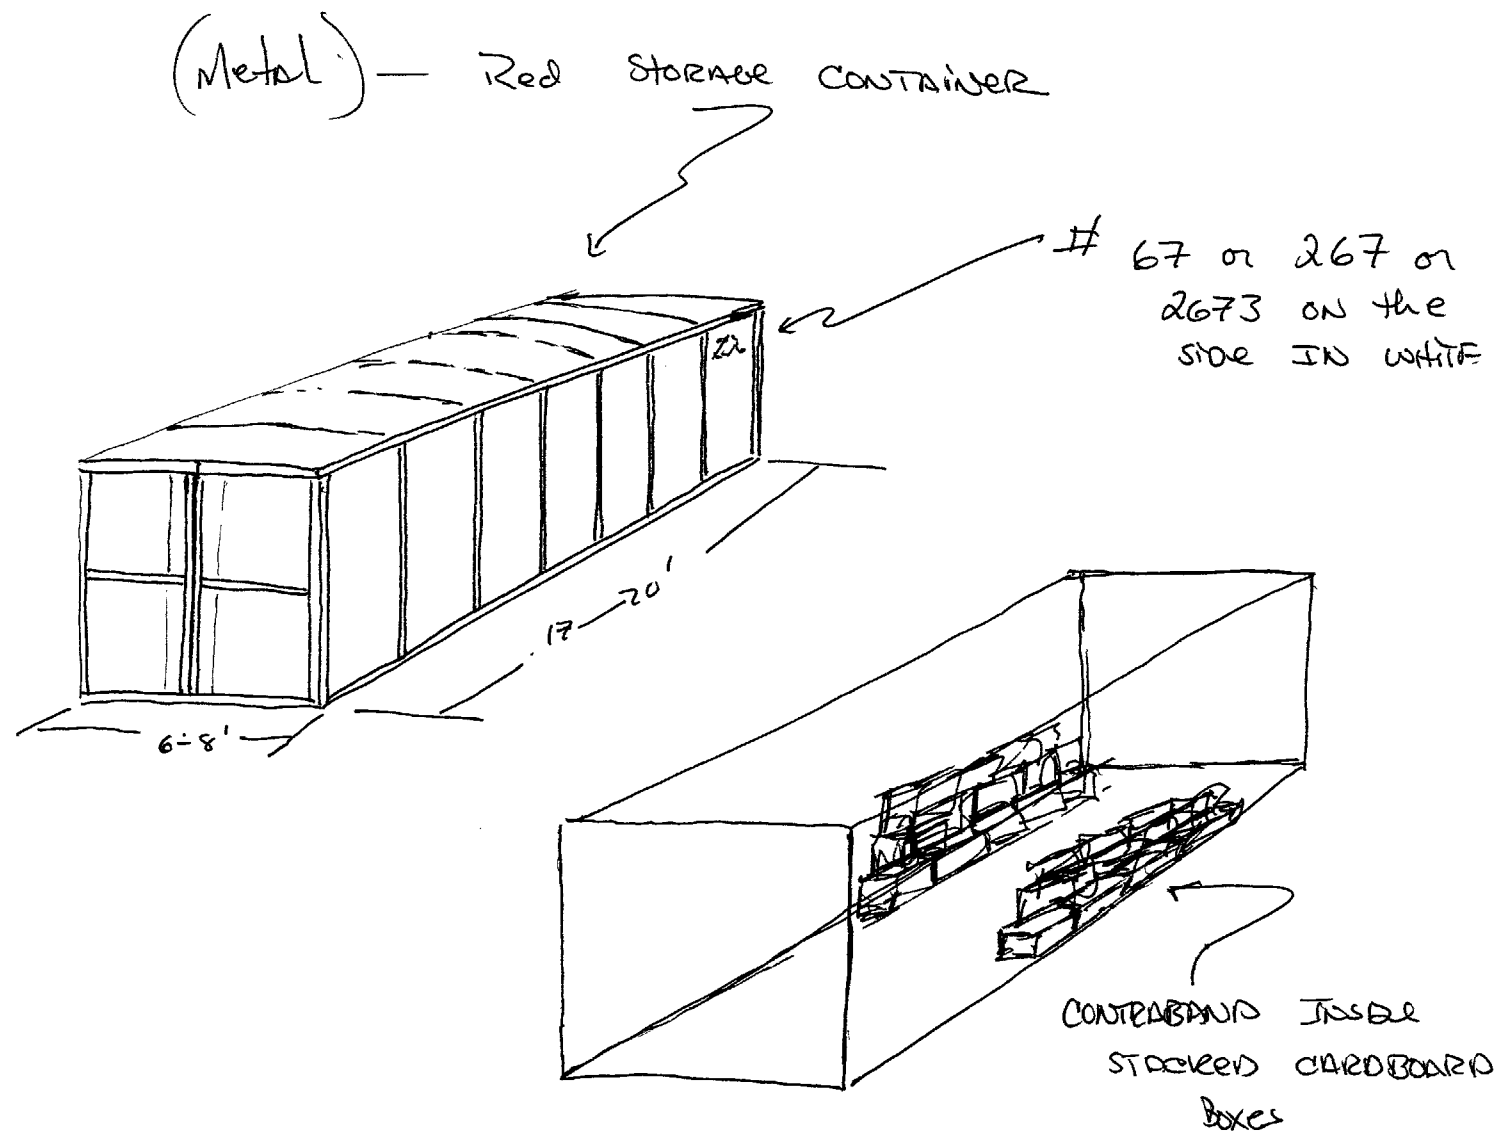 (Metal) — Red STORAGE CONTAINER
# 67 or 267 or
2673 ON the
side IN WHITE
17 — 20'
6-8'
CONTRABAND INSIDE
STACKED CARDBOARD
Boxes